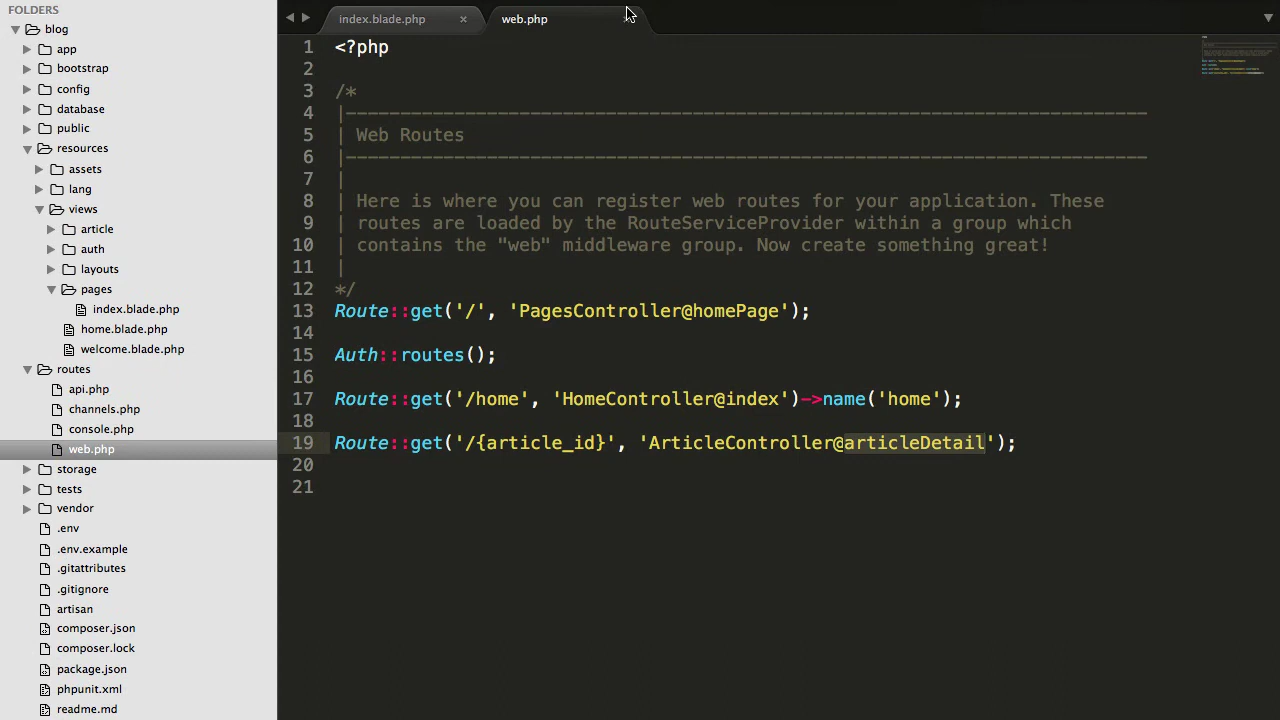 FOLDERS
blog
app
bootstrap
config
database
public
resources
assets
lang
views
article
auth
layouts
pages
index.blade.php
home.blade.php
welcome.blade.php
routes
api.php
channels.php
console.php
web.php
storage
tests
vendor
.env
.env.example
.gitattributes
.gitignore
artisan
composer.json
composer.lock
package.json
phpunit.xml
readme.md
index.blade.php ×
web.php
1 <?php
2
3 /*
4 |--------------------------------------------------------------------------
5 | Web Routes
6 |--------------------------------------------------------------------------
7 |
8 | Here is where you can register web routes for your application. These
9 | routes are loaded by the RouteServiceProvider within a group which
10 | contains the "web" middleware group. Now create something great!
11 |
12 */
13 Route::get('/', 'PagesController@homePage');
14
15 Auth::routes();
16
17 Route::get('/home', 'HomeController@index')->name('home');
18
19 Route::get('/{article_id}', 'ArticleController@articleDetail');
20
21